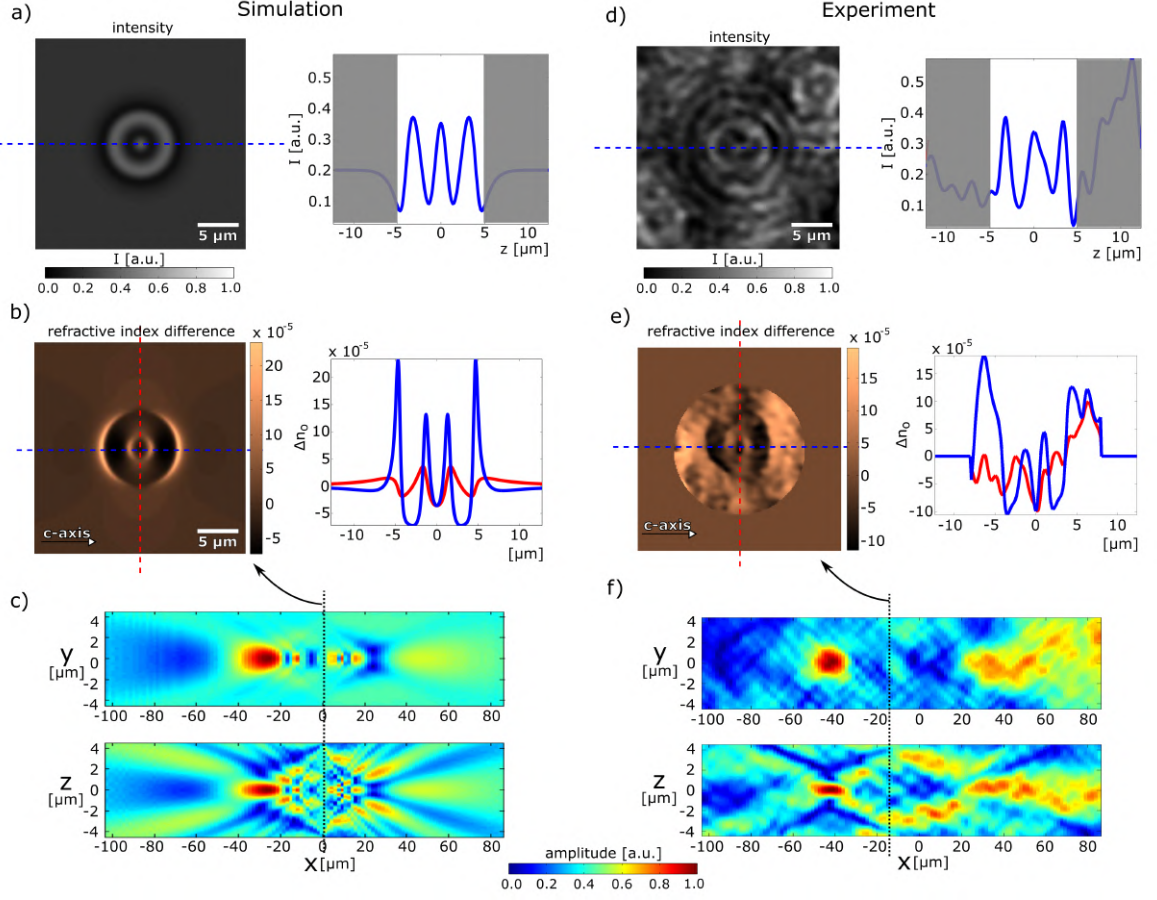 Simulation
Experiment
a)
intensity
I [a.u.]
0.5
0.4
0.3
0.2
0.1
-10 -5 0 5 10
z [µm]
5 µm
I [a.u.]
0.0 0.2 0.4 0.6 0.8 1.0
d)
intensity
I [a.u.]
0.5
0.4
0.3
0.2
0.1
-10 -5 0 5 10
z [µm]
5 µm
I [a.u.]
0.0 0.2 0.4 0.6 0.8 1.0
b)
refractive index difference
x 10-5
20
15
10
5
0
-5
c-axis
5 µm
x 10-5
Δno
20
15
10
5
0
-5
-10 -5 0 5 10
[µm]
e)
refractive index difference
x 10-5
15
10
5
0
-5
-10
c-axis
x 10-5
Δno
15
10
5
0
-5
-10
-10 -5 0 5 10
[µm]
c)
y
[µm]
4
2
0
-2
-4
-100 -80 -60 -40 -20 0 20 40 60 80
z
[µm]
4
2
0
-2
-4
-100 -80 -60 -40 -20 0 20 40 60 80
x[µm]
f)
y
[µm]
4
2
0
-2
-4
-100 -80 -60 -40 -20 0 20 40 60 80
z
[µm]
4
2
0
-2
-4
-100 -80 -60 -40 -20 0 20 40 60 80
x[µm]
amplitude [a.u.]
0.0 0.2 0.4 0.6 0.8 1.0